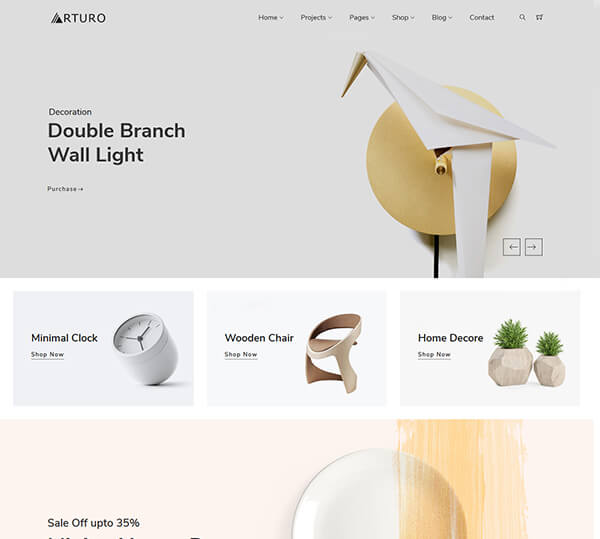 ARTURO
Home Projects Pages Shop Blog Contact
Decoration
Double Branch
Wall Light
Purchase→
Minimal Clock
Shop Now
Wooden Chair
Shop Now
Home Decore
Shop Now
Sale Off upto 35%